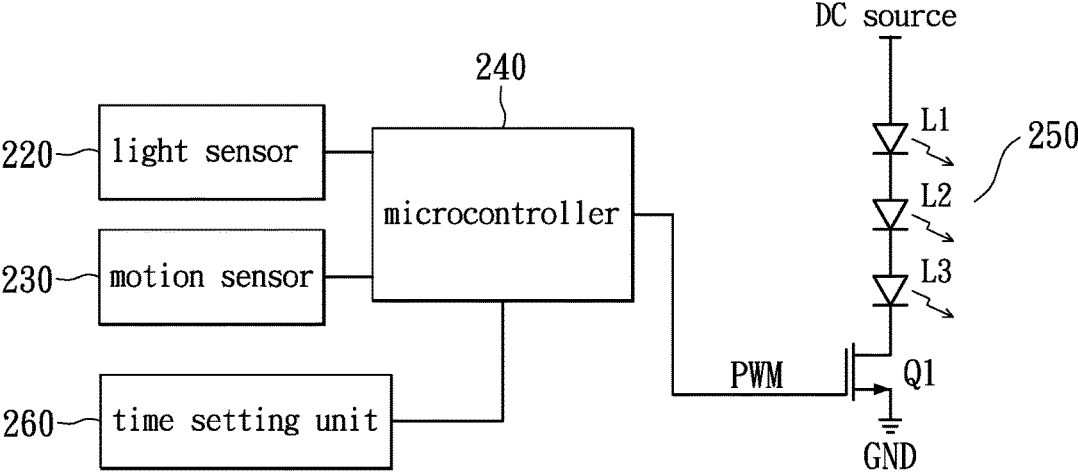 DC source
240
L1
250
220
light sensor
L2
microcontroller
230
motion sensor
L3
PWM
Q1
260
time setting unit
GND